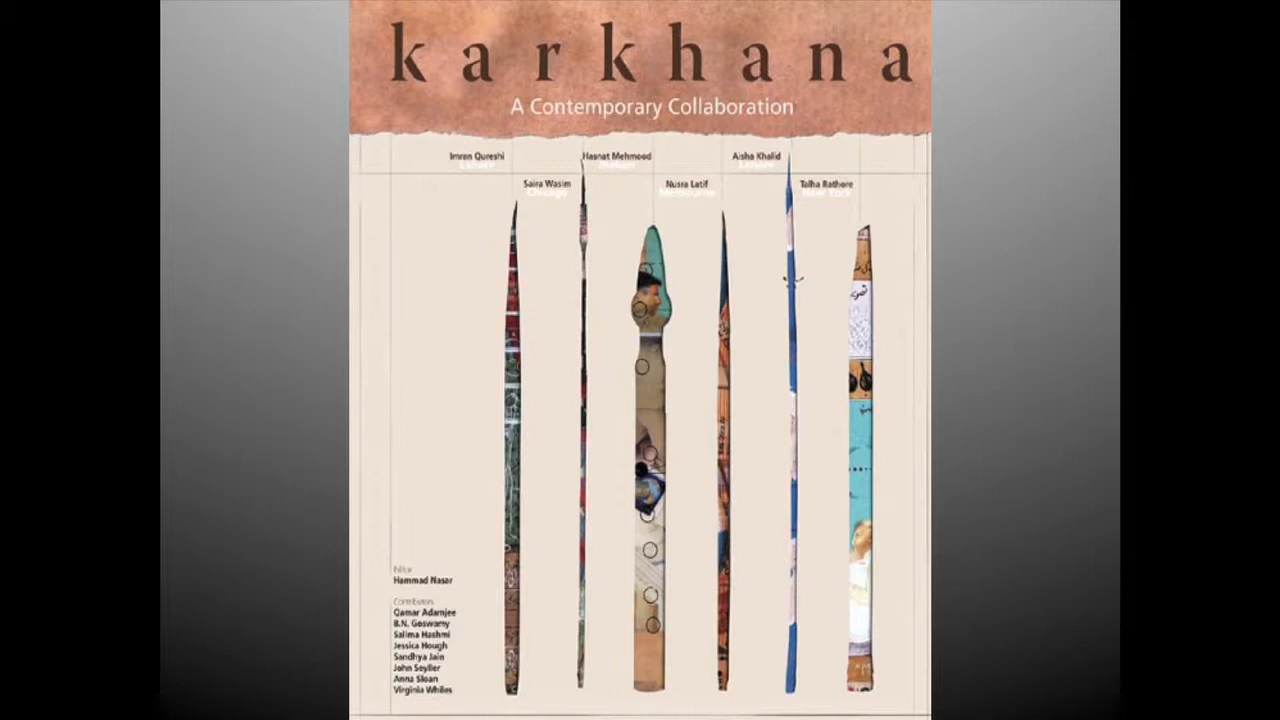 karkhana
A Contemporary Collaboration
Imran Qureshi
Hasnat Mehmood
Aisha Khalid
Saira Wasim
Nusra Latif
Talha Rathore
Editor
Hammad Nasar
Contributors
Qamar Adamjee
B.N. Goswamy
Salima Hashmi
Jessica Hough
Sandhya Jain
John Seyller
Anna Sloan
Virginia Whiles